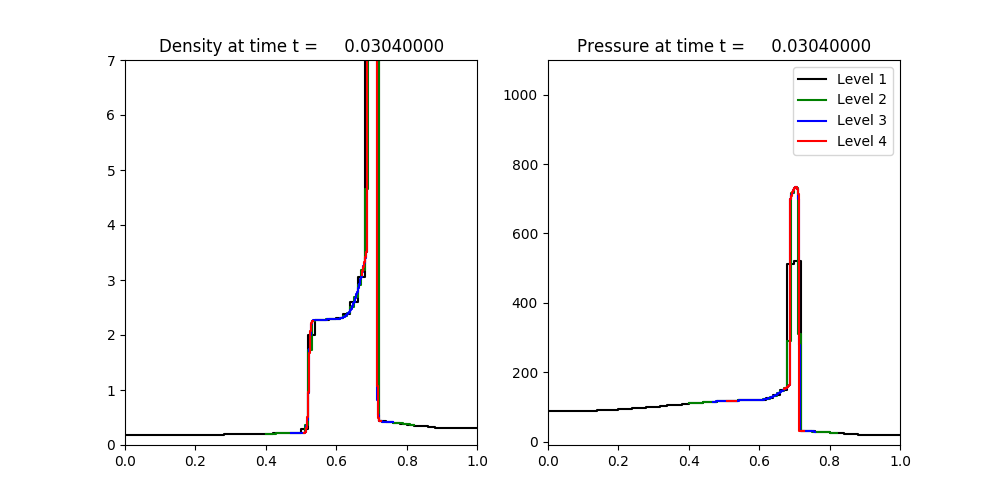 Density at time t = 0.03040000
7
6
5
4
3
2
1
0
0.0 0.2 0.4 0.6 0.8 1.0
Pressure at time t = 0.03040000
Level 1
Level 2
Level 3
Level 4
1000
800
600
400
200
0
0.0 0.2 0.4 0.6 0.8 1.0